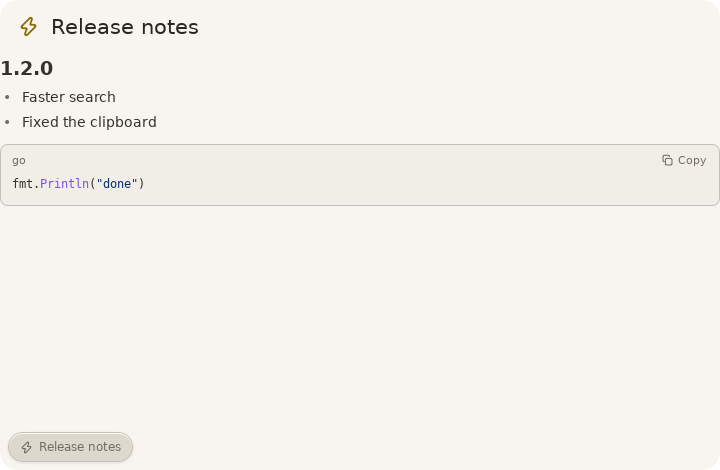 Release notes
1.2.0
• Faster search
• Fixed the clipboard
go
Copy
fmt.Println("done")
Release notes